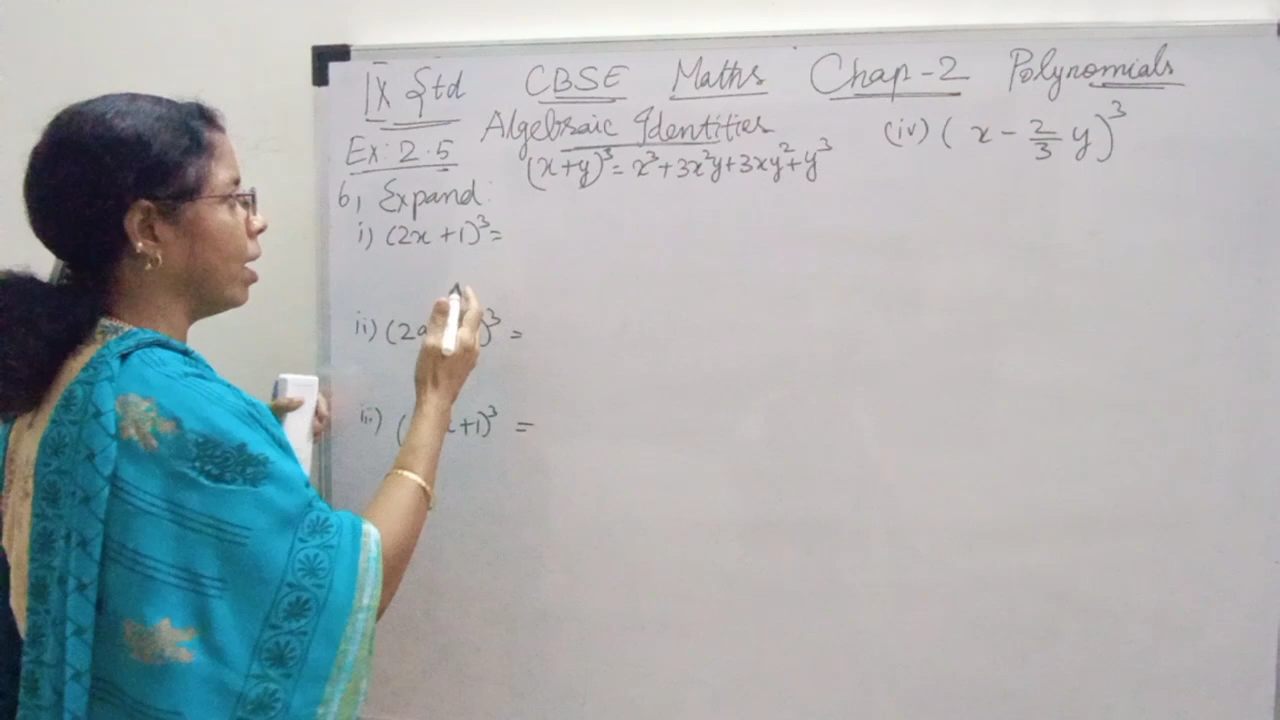 IX Std CBSE Maths Chap-2 Polynomials
Algebraic Identities
Ex: 2.5
(x+y)³ = x³+3x²y+3xy²+y³
6) Expand:
i) (2x+1)³=
ii) (2a )³ =
iii) ( +1)³ =
(iv) (x - 2/3 y)³